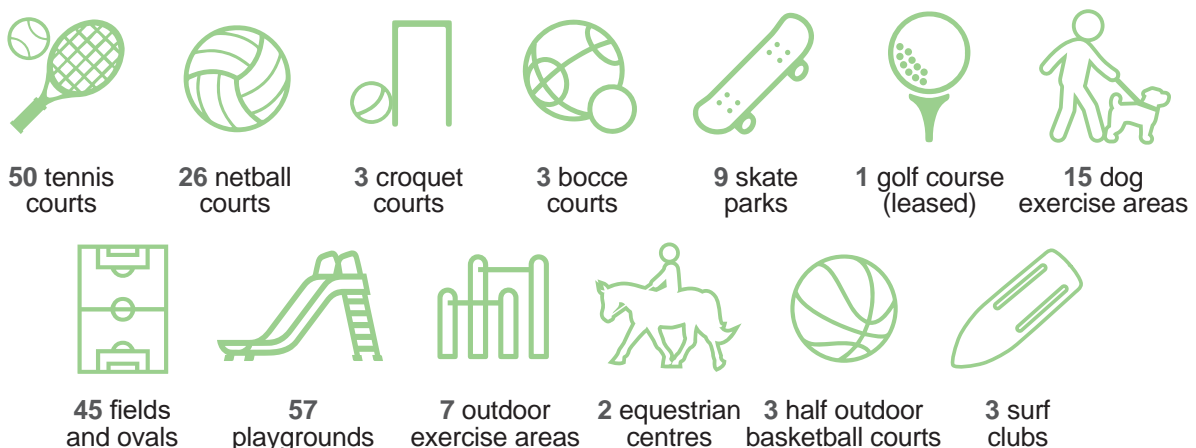 50 tennis
courts
26 netball
courts
3 croquet
courts
3 bocce
courts
9 skate
parks
1 golf course
(leased)
15 dog
exercise areas
45 fields
and ovals
57
playgrounds
7 outdoor
exercise areas
2 equestrian
centres
3 half outdoor
basketball courts
3 surf
clubs